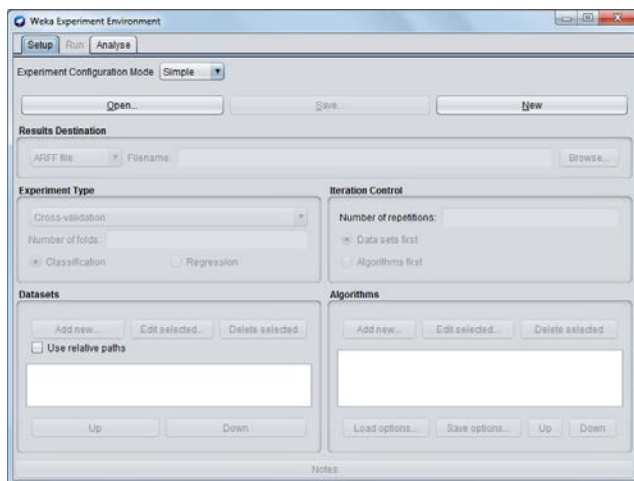 Weka Experiment Environment
Setup Run Analyse
Experiment Configuration Mode Simple
Open... Save... New
Results Destination
ARFF file Filename: Browse...
Experiment Type
Cross-validation
Number of folds:
Classification Regression
Iteration Control
Number of repetitions:
Data sets first
Algorithms first
Datasets
Add new... Edit selected... Delete selected
Use relative paths
Up Down
Algorithms
Add new... Edit selected... Delete selected
Load options... Save options... Up Down
Notes